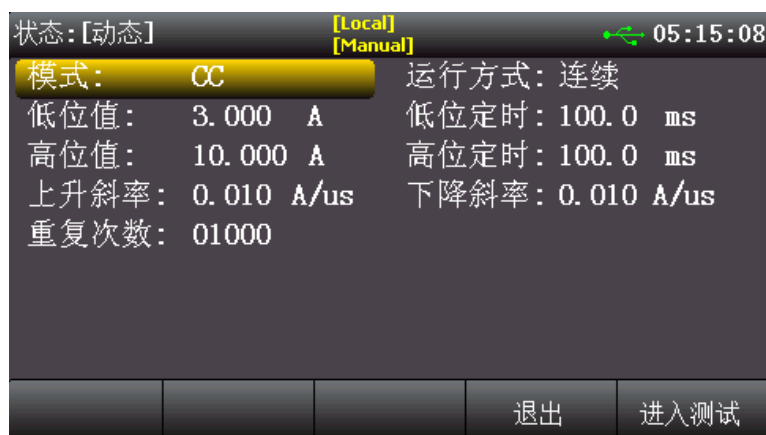 状态:[动态] [Local] 05:15:08
[Manual]
模式: CC 运行方式: 连续
低位值: 3.000 A 低位定时: 100.0 ms
高位值: 10.000 A 高位定时: 100.0 ms
上升斜率: 0.010 A/us 下降斜率: 0.010 A/us
重复次数: 01000
退出 进入测试